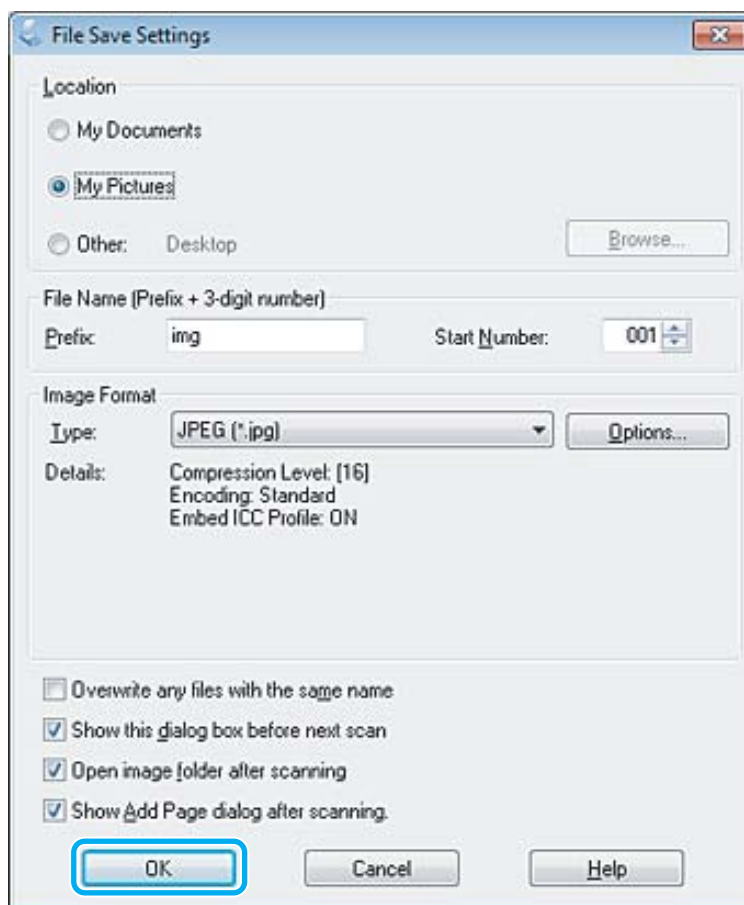 File Save Settings
Location
My Documents
My Pictures
Other: Desktop Browse...
File Name (Prefix + 3-digit number)
Prefix: img Start Number: 001
Image Format
Type: JPEG (*.jpg) Options...
Details: Compression Level: [16]
Encoding: Standard
Embed ICC Profile: ON
Overwrite any files with the same name
Show this dialog box before next scan
Open image folder after scanning
Show Add Page dialog after scanning.
OK Cancel Help